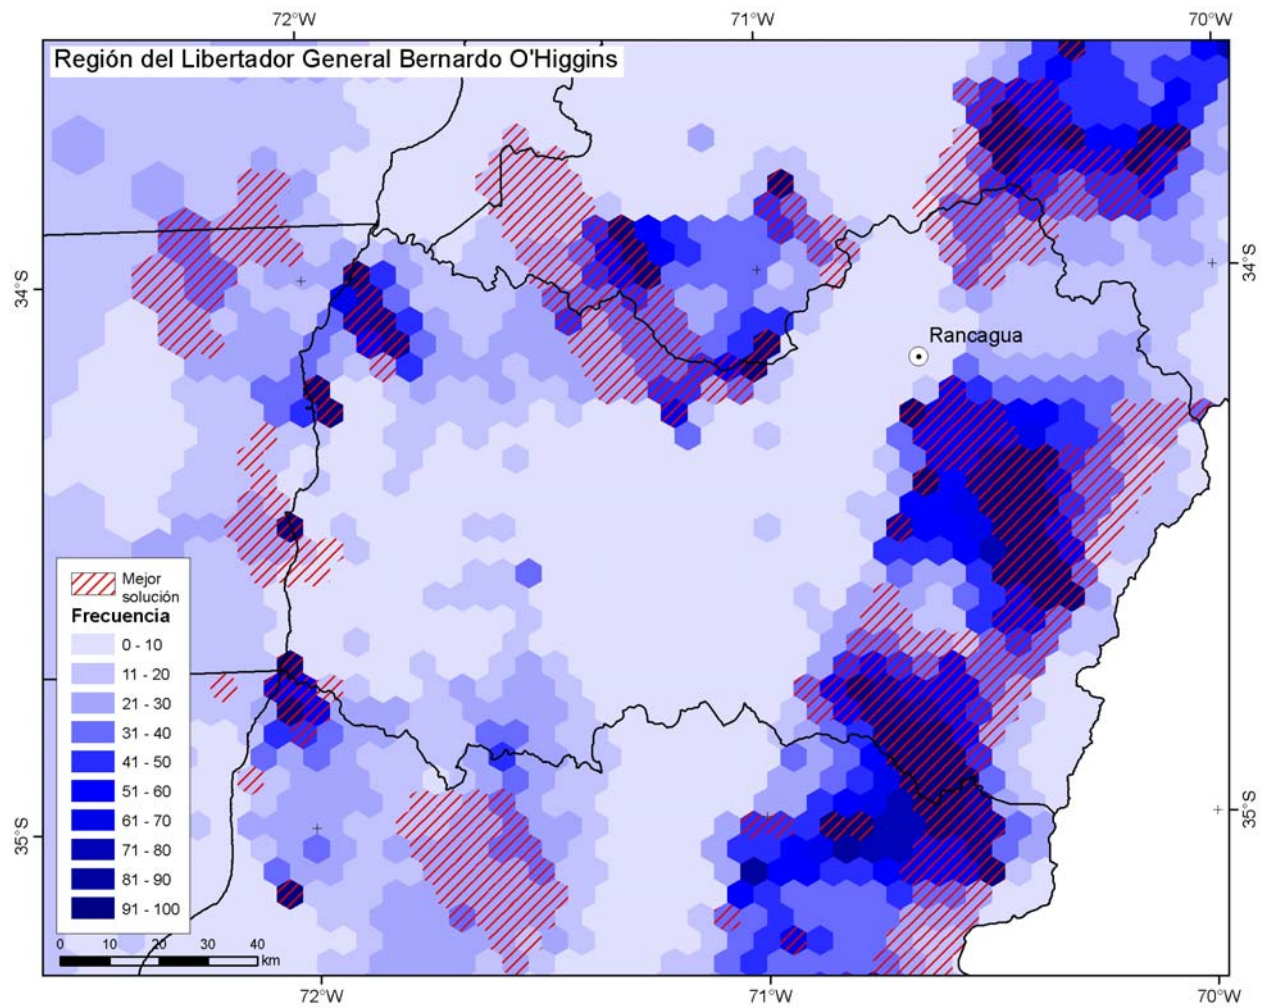 72°W
71°W
70°W
Región del Libertador General Bernardo O'Higgins
34°S
34°S
Rancagua
Mejor
solución
Frecuencia
0 - 10
11 - 20
21 - 30
31 - 40
41 - 50
51 - 60
61 - 70
71 - 80
81 - 90
91 - 100
35°S
35°S
0 10 20 30 40
km
72°W
71°W
70°W